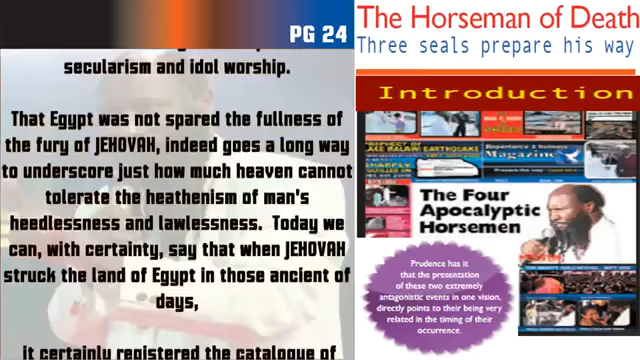 PG 24
secularism and idol worship.
That Egypt was not spared the fullness of
the fury of JEHOVAH, indeed goes a long way
to underscore just how much heaven cannot
tolerate the heathenism of man's
heedlessness and lawlessness. Today we
can, with certainty, say that when JEHOVAH
struck the land of Egypt in those ancient of
days,
it certainly registered the catalogue of
The Horseman of Death
Three seals prepare his way
Introduction
PROPHECY OF
LAKE MALAWI EARTHQUAKE
Repentance & Holiness
Magazine
The Four
Apocalyptic
Horsemen
Prudence has it
that the presentation
of these two extremely
antagonistic events in one vision,
directly points to their being very
related in the timing of their
occurrence.